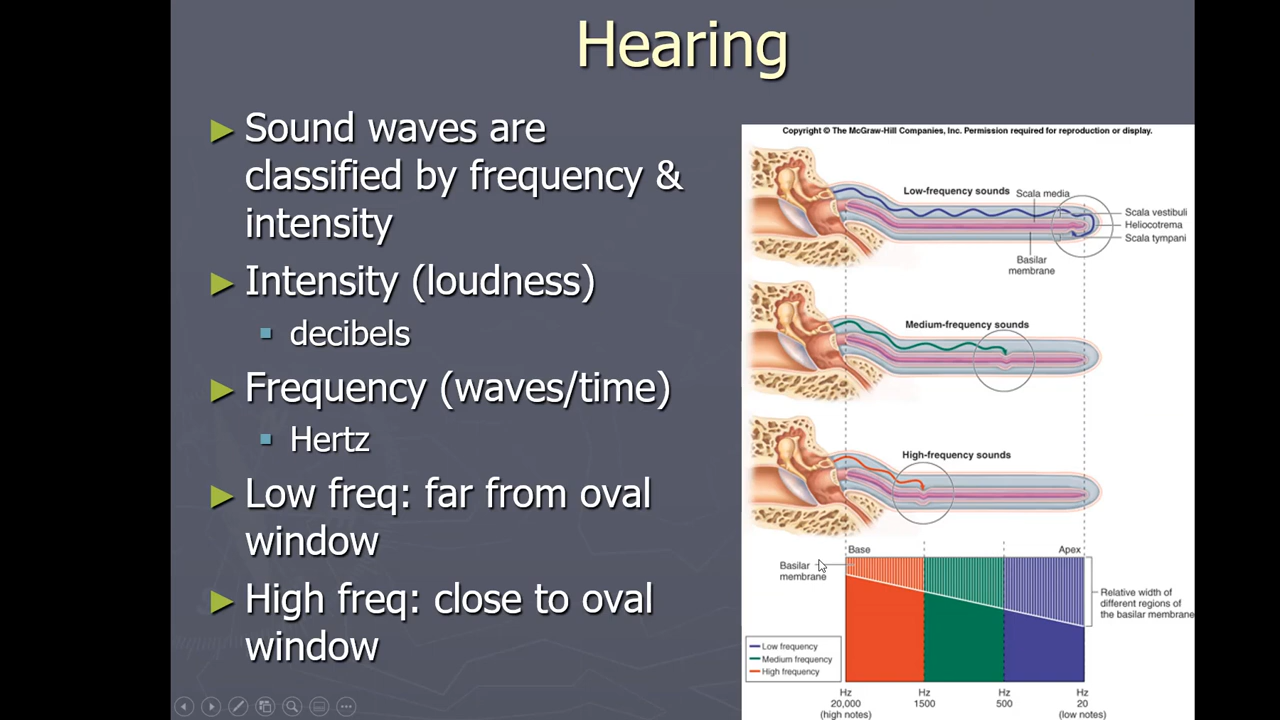 Hearing
► Sound waves are
classified by frequency &
intensity
► Intensity (loudness)
▪ decibels
► Frequency (waves/time)
▪ Hertz
► Low freq: far from oval
window
► High freq: close to oval
window
Copyright © The McGraw-Hill Companies, Inc. Permission required for reproduction or display.
Low-frequency sounds
Scala media
Scala vestibuli
Heliocotrema
Scala tympani
Basilar
membrane
Medium-frequency sounds
High-frequency sounds
Base
Apex
Basilar
membrane
Relative width of
different regions of
the basilar membrane
Low frequency
Medium frequency
High frequency
Hz Hz Hz Hz
20,000 1500 500 20
(high notes) (low notes)